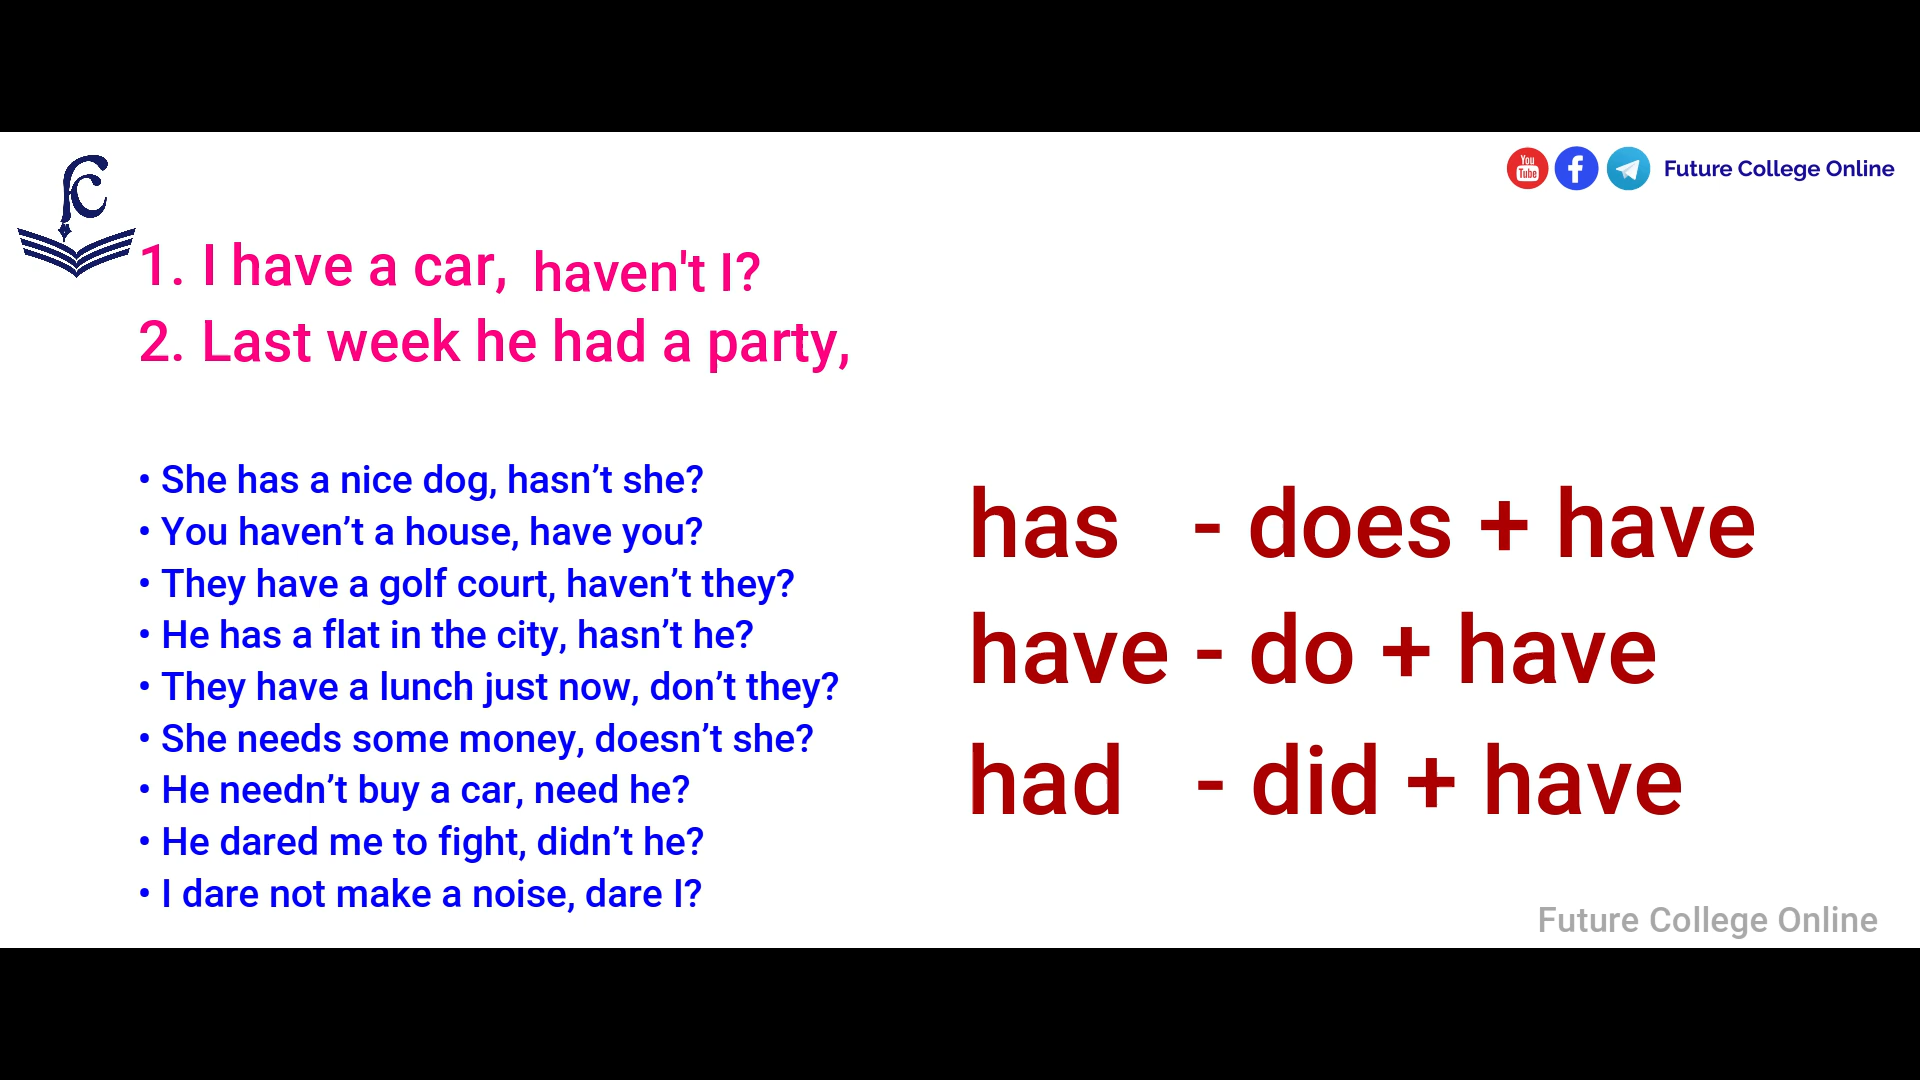 You Tube Future College Online
1. I have a car, haven't I?
2. Last week he had a party,
• She has a nice dog, hasn’t she?
• You haven’t a house, have you?
• They have a golf court, haven’t they?
• He has a flat in the city, hasn’t he?
• They have a lunch just now, don’t they?
• She needs some money, doesn’t she?
• He needn’t buy a car, need he?
• He dared me to fight, didn’t he?
• I dare not make a noise, dare I?
has - does + have
have - do + have
had - did + have
Future College Online